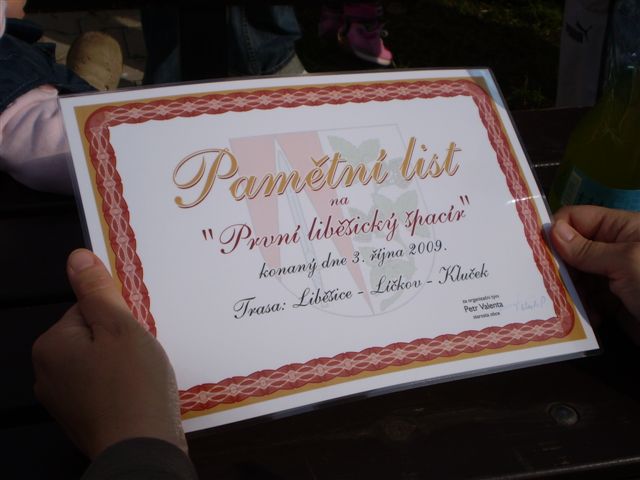 Pamětní list
na
"První liběšický špacír"
konaný dne 3. října 2009.
Trasa: Liběšice - Líčkov - Kluček
za organizační tým
Petr Valenta
starosta obce